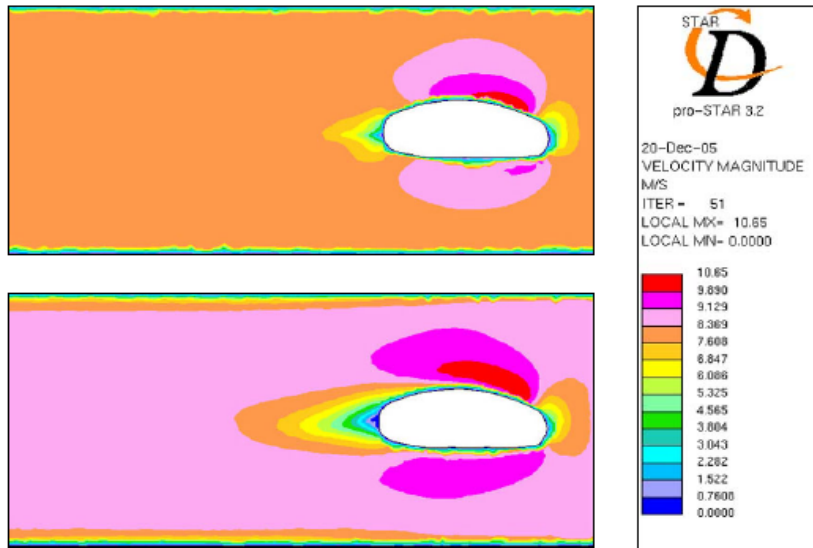 STAR
D
pro-STAR 3.2
20-Dec-05
VELOCITY MAGNITUDE
M/S
ITER = 51
LOCAL MX= 10.65
LOCAL MN= 0.0000
10.65
9.890
9.129
8.369
7.608
6.847
6.086
5.325
4.565
3.804
3.043
2.282
1.522
0.7608
0.0000